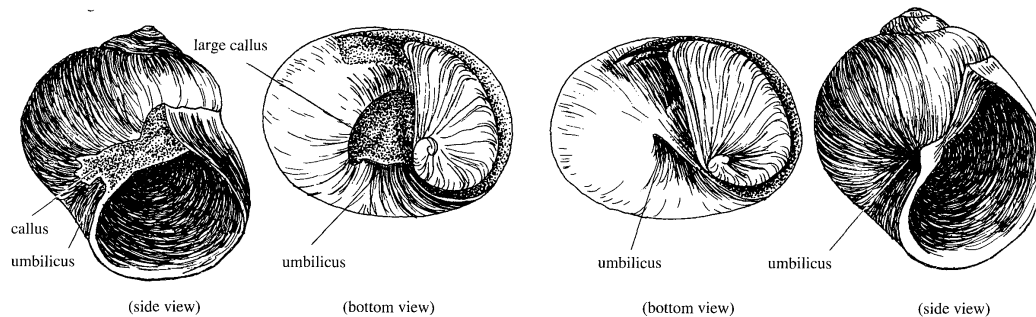 large callus
callus
umbilicus
umbilicus
umbilicus
umbilicus
(side view)
(bottom view)
(bottom view)
(side view)